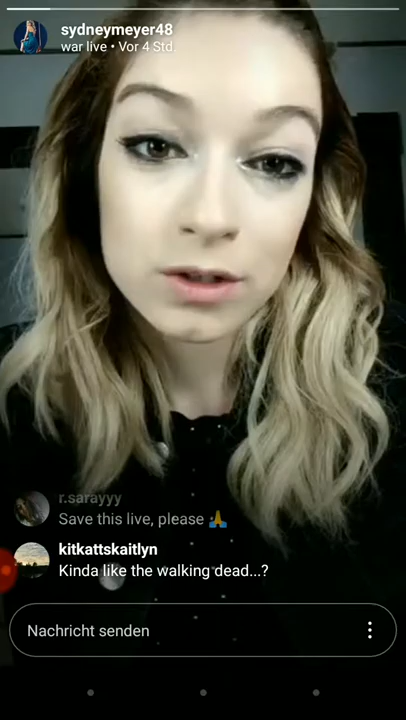 sydneymeyer48
war live • Vor 4 Std.
r.sarayyy
Save this live, please 🙏
kitkattskaitlyn
Kinda like the walking dead...?
Nachricht senden